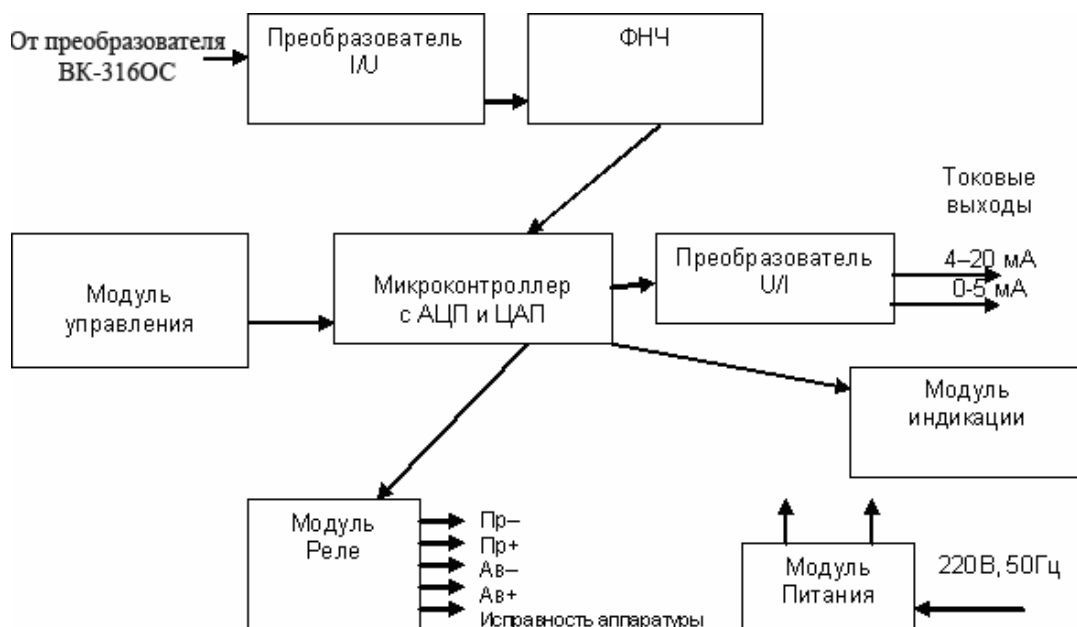 От преобразователя
ВК-316ОС
Преобразователь
I/U
ФНЧ
Токовые
выходы
4–20 мА
0-5 мА
Модуль
управления
Микроконтроллер
с АЦП и ЦАП
Преобразователь
U/I
Модуль
индикации
Модуль
Реле
Пр–
Пр+
Ав–
Ав+
Исправность аппаратуры
Модуль
Питания
220В, 50Гц